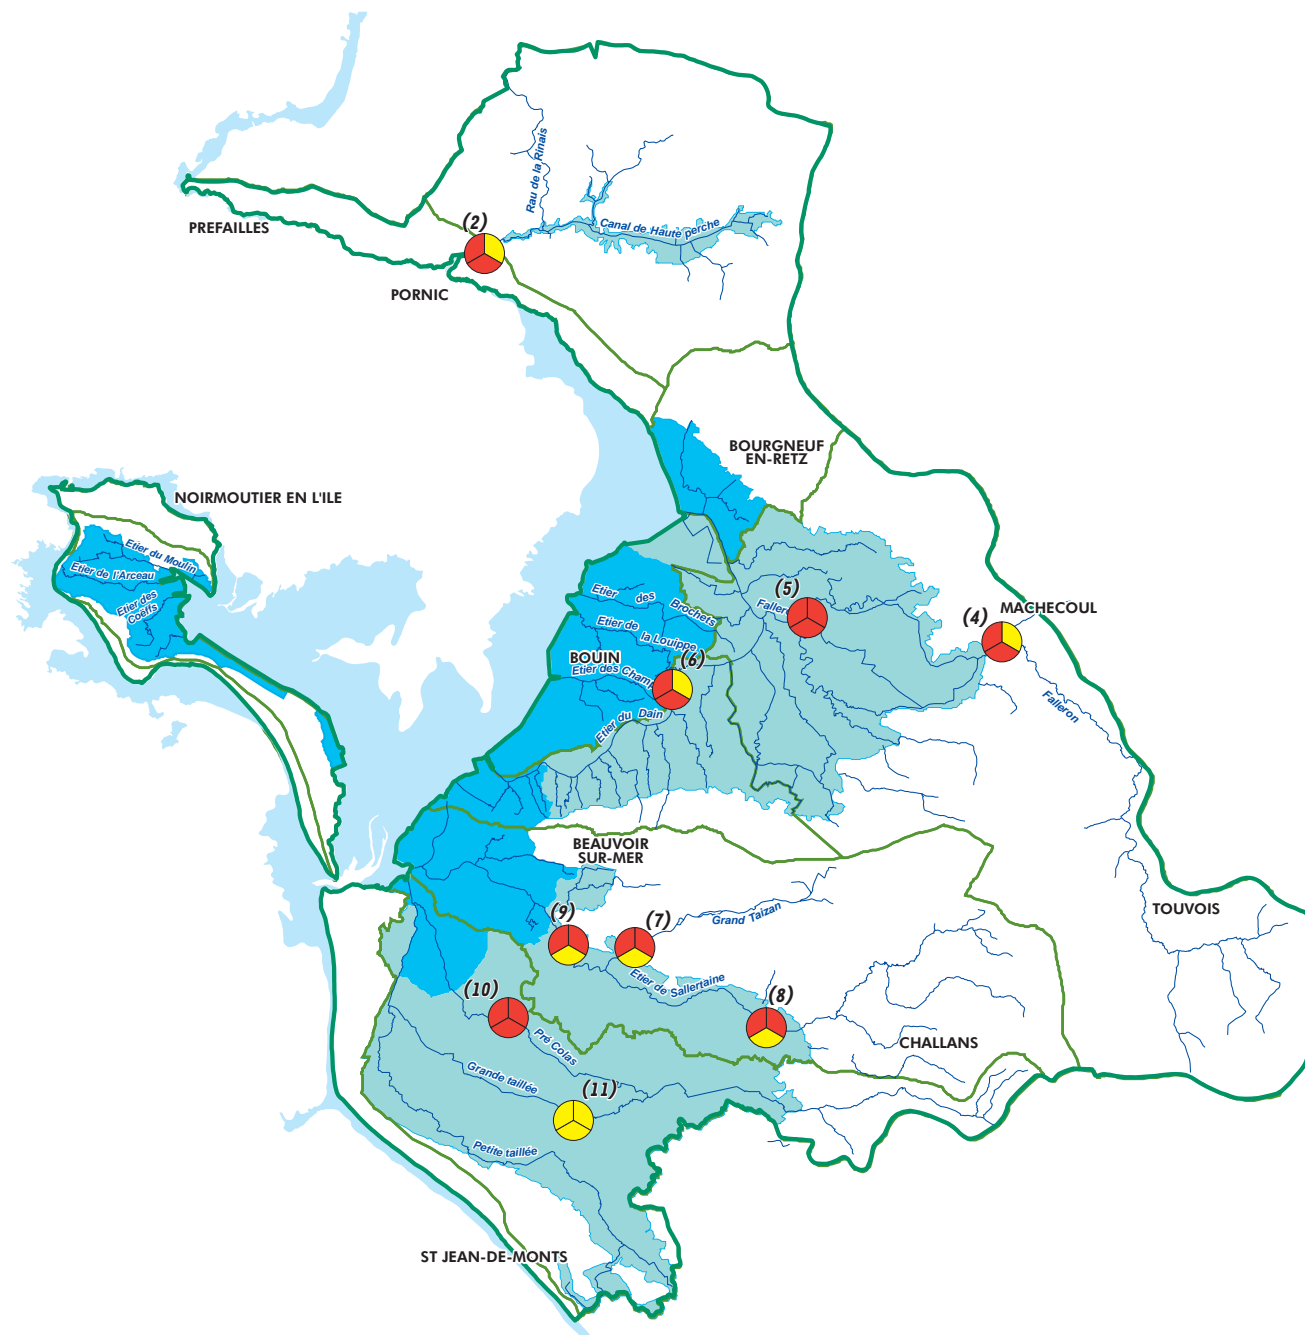 Rau de la Rinais
(2)
Canal de Haute perche
PREFAILLES
PORNIC
BOURGNEUF
EN-RETZ
NOIRMOUTIER EN L'ILE
Etier du Moulin
Etier de l'Arceau
Etier des
Coëffs
Etier des Brochets
(5)
(4)
MACHECOUL
Etier de la Louippe
BOUIN
(6)
Etier des Champ
Etier du Dain
Falleron
BEAUVOIR
SUR-MER
Grand Taizan
TOUVOIS
(9)
(7)
Etier de Sallertaine
(10)
(8)
Pré Colas
CHALLANS
Grande taillée
(11)
Petite taillée
ST JEAN-DE-MONTS